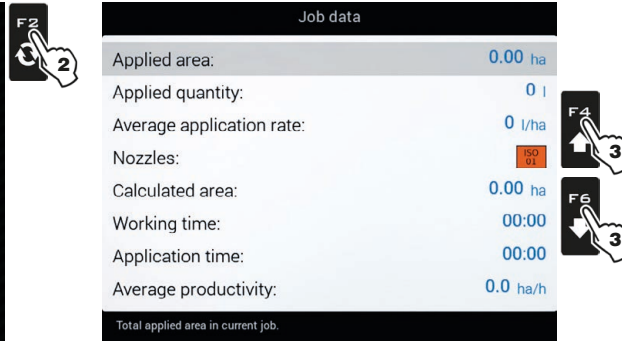 F2
2
Job data
Applied area: 0.00 ha
Applied quantity: 0 l
Average application rate: 0 l/ha
Nozzles: ISO 01
Calculated area: 0.00 ha
Working time: 00:00
Application time: 00:00
Average productivity: 0.0 ha/h
Total applied area in current job.
F4
3
F6
3